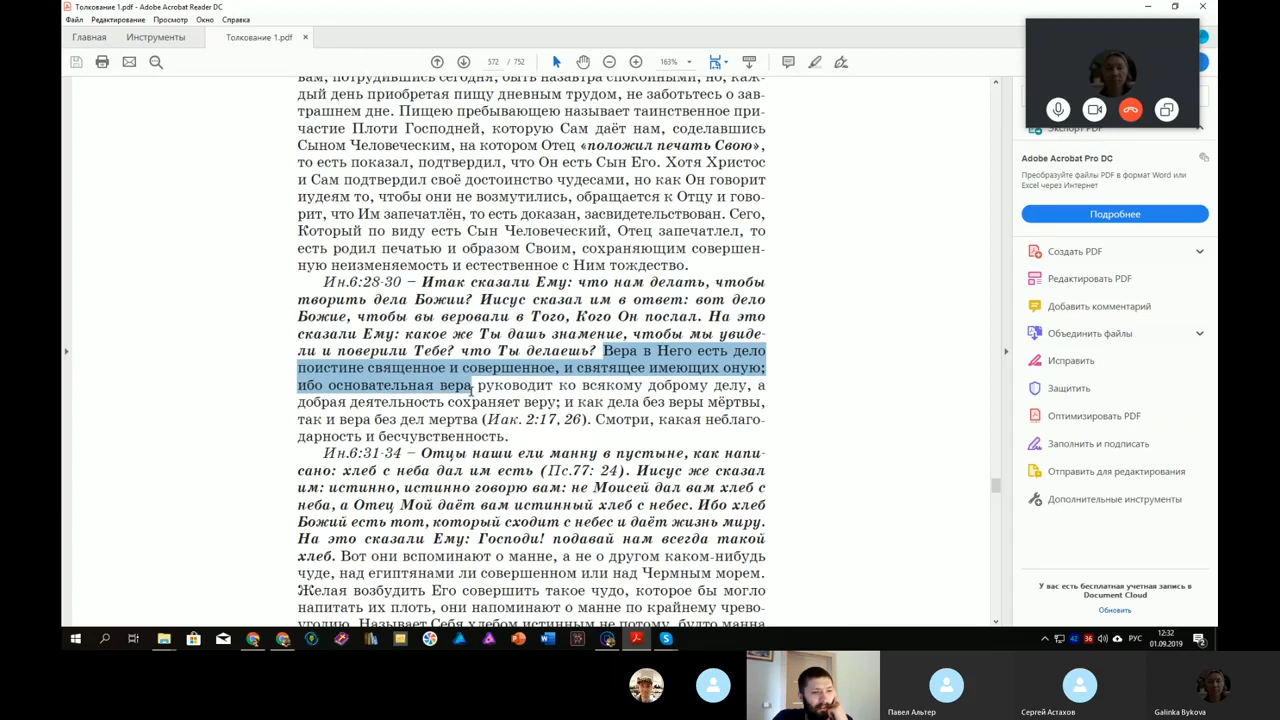 Толкование 1.pdf - Adobe Acrobat Reader DC
Файл Редактирование Просмотр Окно Справка
Главная Инструменты Толкование 1.pdf ×
572 / 752 163%
вам, потрудившись сегодня, быть назавтра спокойными, но, каж-
дый день приобретая пищу дневным трудом, не заботьтесь о зав-
трашнем дне. Пищею пребывающею называет таинственное при-
частие Плоти Господней, которую Сам даёт нам, соделавшись
Сыном Человеческим, на котором Отец «положил печать Свою»,
то есть показал, подтвердил, что Он есть Сын Его. Хотя Христос
и Сам подтвердил своё достоинство чудесами, но как Он говорит
иудеям то, чтобы они не возмутились, обращается к Отцу и гово-
рит, что Им запечатлён, то есть доказан, засвидетельствован. Сего,
Который по виду есть Сын Человеческий, Отец запечатлел, то
есть родил печатью и образом Своим, сохраняющим совершен-
ную неизменяемость и естественное с Ним тождество.
Ин.6:23-30 – Итак сказали Ему: что нам делать, чтобы
творить дела Божии? Иисус сказал им в ответ: вот дело
Божие, чтобы вы веровали в Того, Кого Он послал. На это
сказали Ему: какое же Ты дашь знамение, чтобы мы увиде-
ли и поверили Тебе? что Ты делаешь? Вера в Него есть дело
поистине священное и совершенное, и святящее имеющих оную;
ибо основательная вера руководит ко всякому доброму делу, а
добрая деятельность сохраняет веру; и как дела без веры мёртвы,
так и вера без дел мертва (Иак. 2:17, 26). Смотри, какая неблаго-
дарность и бесчувственность.
Ин.6:31-34 – Отцы наши ели манну в пустыне, как напи-
сано: хлеб с неба дал им есть (Пс.77: 24). Иисус же сказал
им: истинно, истинно говорю вам: не Моисей дал вам хлеб с
неба, а Отец Мой даёт вам истинный хлеб с небес. Ибо хлеб
Божий есть тот, который сходит с небес и даёт жизнь миру.
На это сказали Ему: Господи! подавай нам всегда такой
хлеб. Вот они вспоминают о манне, а не о другом каком-нибудь
чуде, над египтянами ли совершенном или над Чермным морем.
Желая возбудить Его совершить такое чудо, которое бы могло
напитать их плоть, они напоминают о манне по крайнему чрево-
угодию. Называет Себя хлебом истинным не потому, будто манна
Экспорт PDF
Adobe Acrobat Pro DC
Преобразуйте файлы PDF в формат Word или
Excel через Интернет
Подробнее
Создать PDF
Редактировать PDF
Добавить комментарий
Объединить файлы
Исправить
Защитить
Оптимизировать PDF
Заполнить и подписать
Отправить для редактирования
Дополнительные инструменты
У вас есть бесплатная учетная запись в
Document Cloud
Обновить
42 36 РУС 12:32
01.09.2019
Павел Альтер
Сергей Астахов
Galinka Bykova